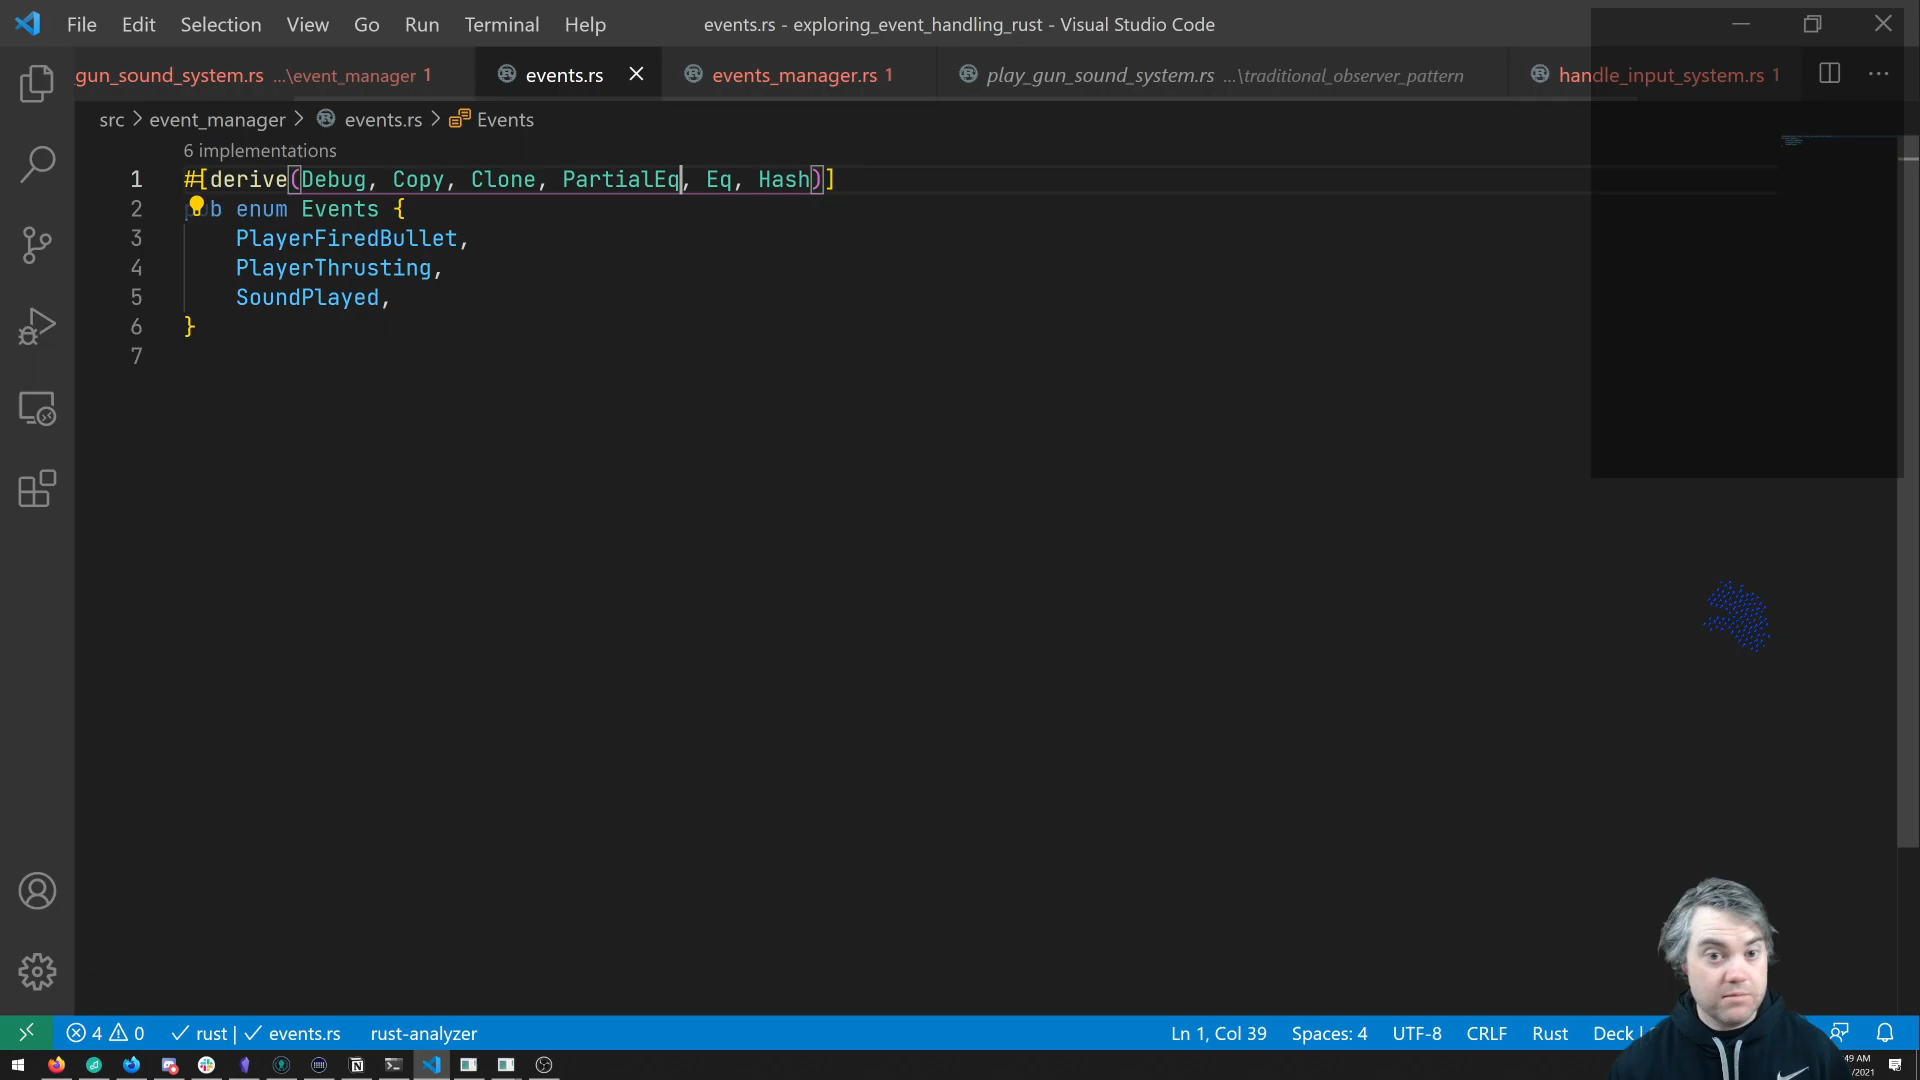 File Edit Selection View Go Run Terminal Help
events.rs - exploring_event_handling_rust - Visual Studio Code
gun_sound_system.rs ...\event_manager 1
events.rs
events_manager.rs 1
play_gun_sound_system.rs ...\traditional_observer_pattern
handle_input_system.rs 1
src > event_manager > events.rs > Events
6 implementations
1 #[derive(Debug, Copy, Clone, PartialEq, Eq, Hash)]
2 pub enum Events {
3 PlayerFiredBullet,
4 PlayerThrusting,
5 SoundPlayed,
6 }
7
4 0 rust | events.rs rust-analyzer
Ln 1, Col 39 Spaces: 4 UTF-8 CRLF Rust Deck |
:49 AM
/2021